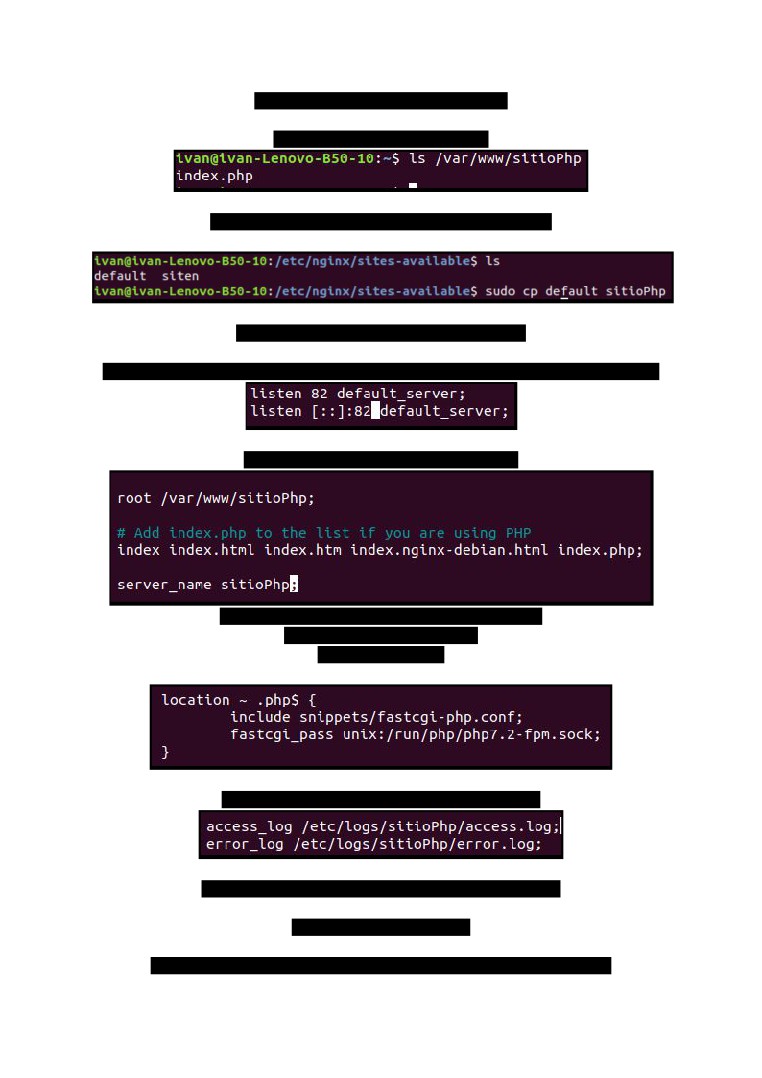 ivan@ivan-Lenovo-B50-10:~$ ls /var/www/sitioPhp
index.php
ivan@ivan-Lenovo-B50-10:/etc/nginx/sites-available$ ls
default  siten
ivan@ivan-Lenovo-B50-10:/etc/nginx/sites-available$ sudo cp default sitioPhp
listen 82 default_server;
listen [::]:82 default_server;
root /var/www/sitioPhp;
# Add index.php to the list if you are using PHP
index index.html index.htm index.nginx-debian.html index.php;
server_name sitioPhp;
location ~ .php$ {
include snippets/fastcgi-php.conf;
fastcgi_pass unix:/run/php/php7.2-fpm.sock;
}
access_log /etc/logs/sitioPhp/access.log;
error_log /etc/logs/sitioPhp/error.log;